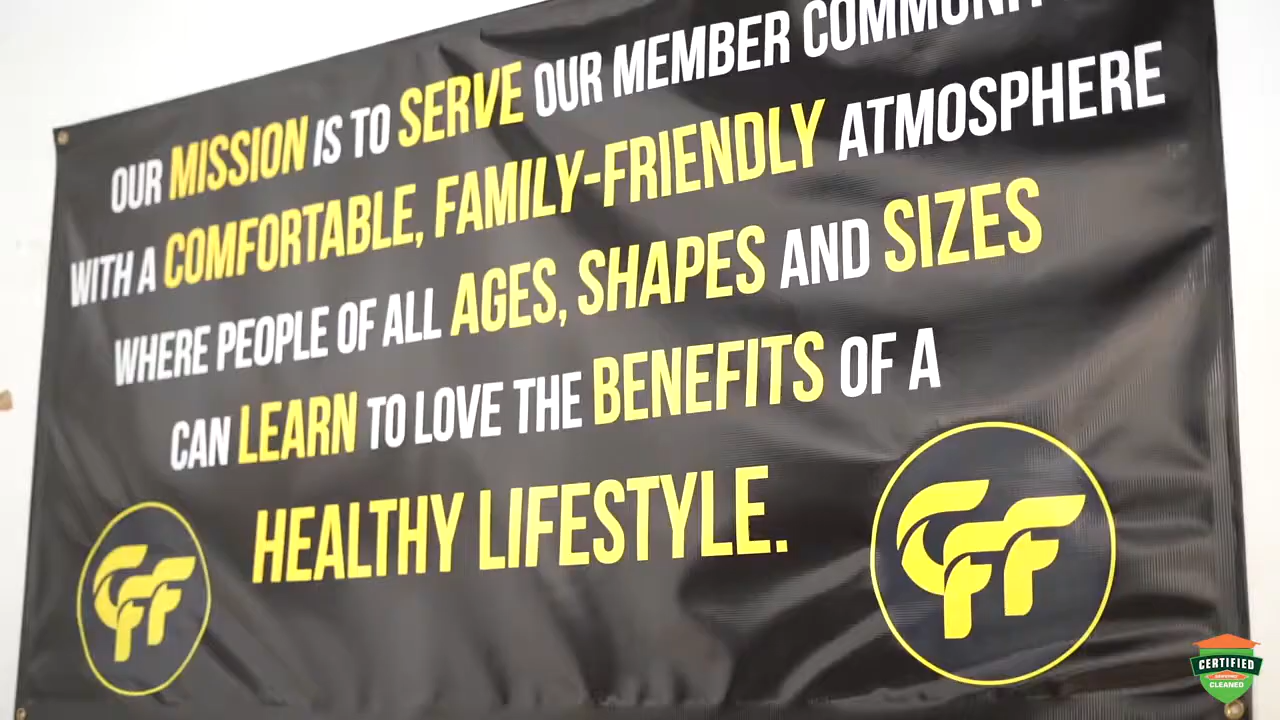 OUR MISSION IS TO SERVE OUR MEMBER
WITH A COMFORTABLE, FAMILY-FRIENDLY ATMOSPHERE
WHERE PEOPLE OF ALL AGES, SHAPES AND SIZES
CAN LEARN TO LOVE THE BENEFITS OF A
HEALTHY LIFESTYLE.
CFF
CFF
CERTIFIED
CLEANED